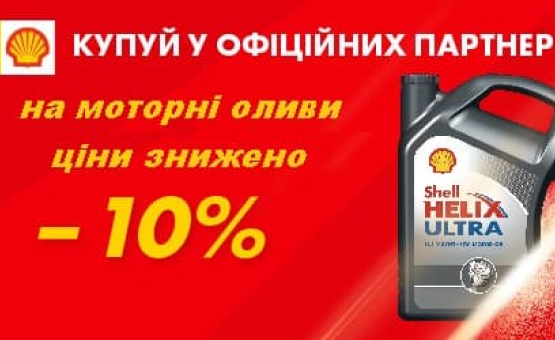 КУПУЙ У ОФІЦІЙНИХ ПАРТНЕР
на моторні оливи
ціни знижено
– 10%
Shell
HELIX
ULTRA